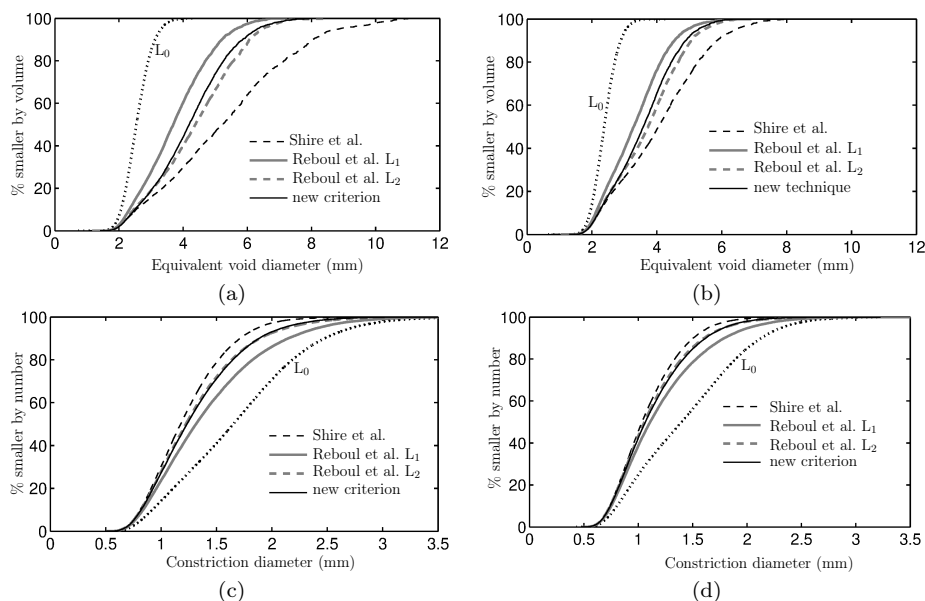 100
80
60
40
20
0
% smaller by volume
L₀
Shire et al.
Reboul et al. L₁
Reboul et al. L₂
new criterion
0 2 4 6 8 10 12
Equivalent void diameter (mm)
(a)
100
80
60
40
20
0
% smaller by volume
L₀
Shire et al.
Reboul et al. L₁
Reboul et al. L₂
new technique
0 2 4 6 8 10 12
Equivalent void diameter (mm)
(b)
100
80
60
40
20
0
% smaller by number
L₀
Shire et al.
Reboul et al. L₁
Reboul et al. L₂
new criterion
0 0.5 1 1.5 2 2.5 3 3.5
Constriction diameter (mm)
(c)
100
80
60
40
20
0
% smaller by number
L₀
Shire et al.
Reboul et al. L₁
Reboul et al. L₂
new criterion
0 0.5 1 1.5 2 2.5 3 3.5
Constriction diameter (mm)
(d)